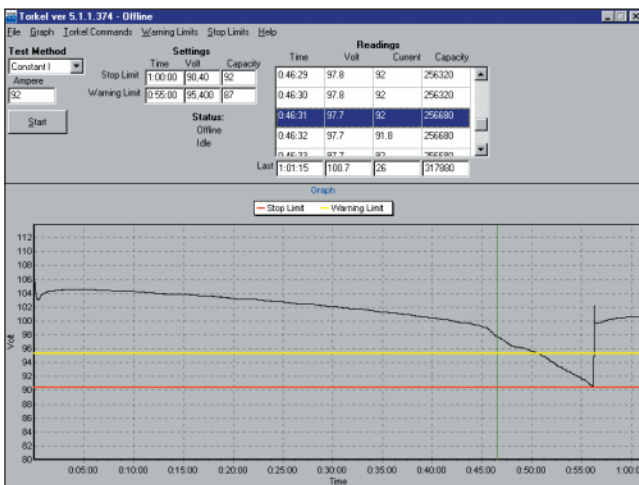 Torkel ver 5.1.1.374 - Offline
File Graph Torkel Commands Warning Limits Stop Limits Help
Test Method
Constant I
Ampere
92
Start
Settings
Time Volt Capacity
Stop Limit 1:00:00 90,40 92
Warning Limit 0:55:00 95,400 87
Status:
Offline
Idle
Readings
Time Volt Current Capacity
0:46:29 97.8 92 256320
0:46:30 97.8 92 256320
0:46:31 97.7 92 256680
0:46:32 97.7 91.8 256680
0:46:33 97.7 92 256680
Last 1:01:15 100.7 26 317880
Graph
Stop Limit Warning Limit
112
110
108
106
104
102
100
98
96
94
92
90
88
86
84
82
80
Volt
0:05:00 0:10:00 0:15:00 0:20:00 0:25:00 0:30:00 0:35:00 0:40:00 0:45:00 0:50:00 0:55:00 1:00:
Time